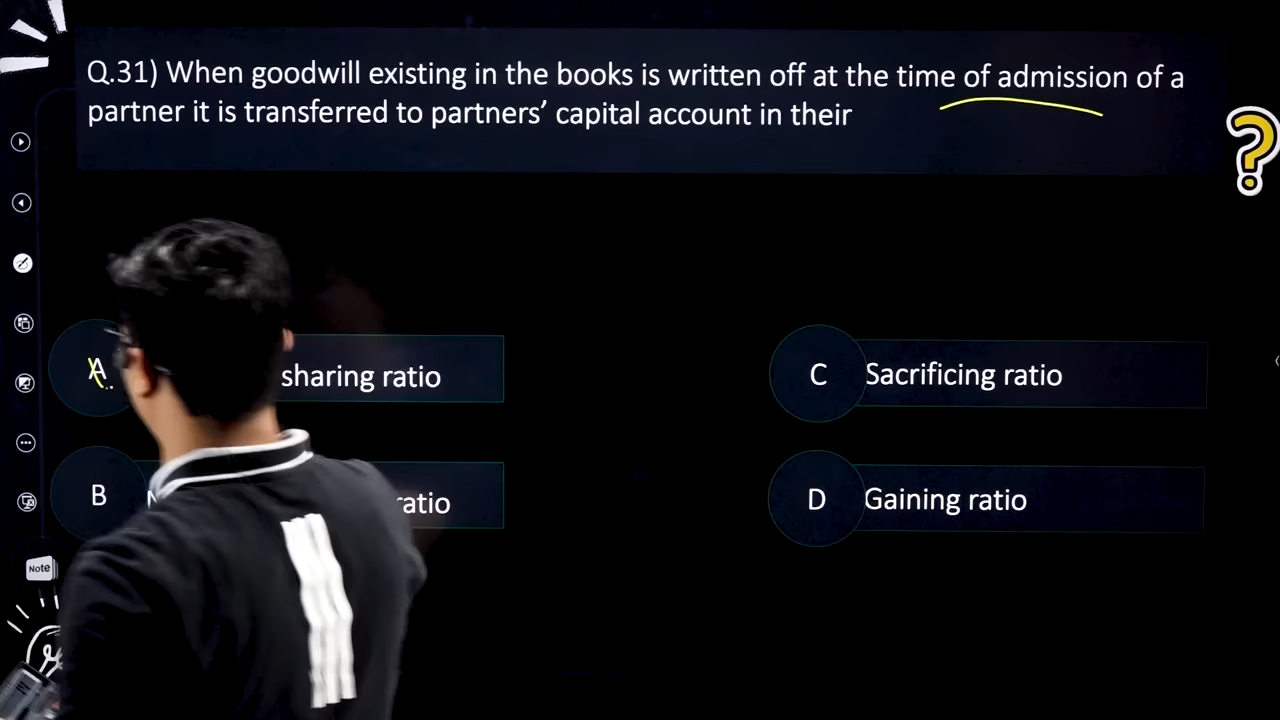 Q.31) When goodwill existing in the books is written off at the time of admission of a
partner it is transferred to partners’ capital account in their
A
sharing ratio
C
Sacrificing ratio
B
ratio
D
Gaining ratio
Note